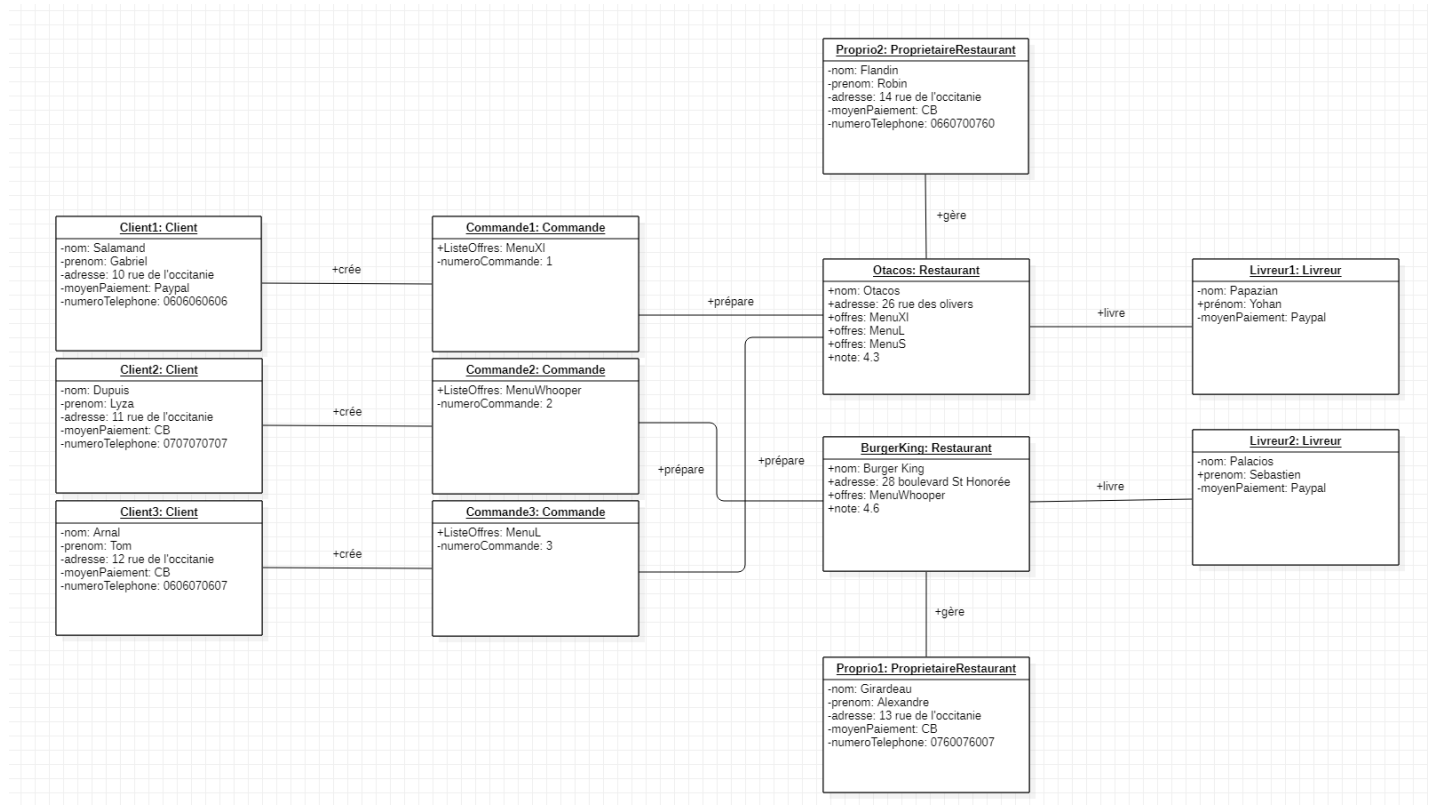 Proprio2: ProprietaireRestaurant
-nom: Flandin
-prenom: Robin
-adresse: 14 rue de l'occitanie
-moyenPaiement: CB
-numeroTelephone: 0660700760
+gère
Client1: Client
-nom: Salamand
-prenom: Gabriel
-adresse: 10 rue de l'occitanie
-moyenPaiement: Paypal
-numeroTelephone: 0606060606
+crée
Commande1: Commande
+ListeOffres: MenuXl
-numeroCommande: 1
+prépare
Otacos: Restaurant
+nom: Otacos
+adresse: 26 rue des olivers
+offres: MenuXl
+offres: MenuL
+offres: MenuS
+note: 4.3
+livre
Livreur1: Livreur
-nom: Papazian
+prénom: Yohan
-moyenPaiement: Paypal
Client2: Client
-nom: Dupuis
-prenom: Lyza
-adresse: 11 rue de l'occitanie
-moyenPaiement: CB
-numeroTelephone: 0707070707
+crée
Commande2: Commande
+ListeOffres: MenuWhooper
-numeroCommande: 2
+prépare
+prépare
BurgerKing: Restaurant
+nom: Burger King
+adresse: 28 boulevard St Honorée
+offres: MenuWhooper
+note: 4.6
+livre
Livreur2: Livreur
-nom: Palacios
+prenom: Sebastien
-moyenPaiement: Paypal
Client3: Client
-nom: Arnal
-prenom: Tom
-adresse: 12 rue de l'occitanie
-moyenPaiement: CB
-numeroTelephone: 0606070607
+crée
Commande3: Commande
+ListeOffres: MenuL
-numeroCommande: 3
+gère
Proprio1: ProprietaireRestaurant
-nom: Girardeau
-prenom: Alexandre
-adresse: 13 rue de l'occitanie
-moyenPaiement: CB
-numeroTelephone: 0760076007